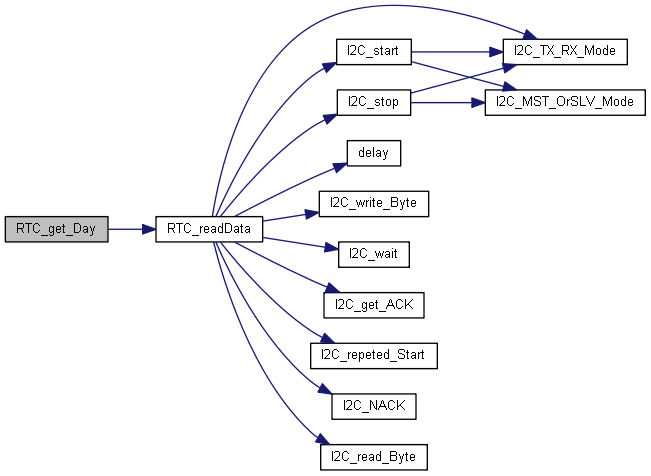 I2C_start
I2C_TX_RX_Mode
I2C_stop
I2C_MST_OrSLV_Mode
delay
I2C_write_Byte
RTC_get_Day
RTC_readData
I2C_wait
I2C_get_ACK
I2C_repeted_Start
I2C_NACK
I2C_read_Byte